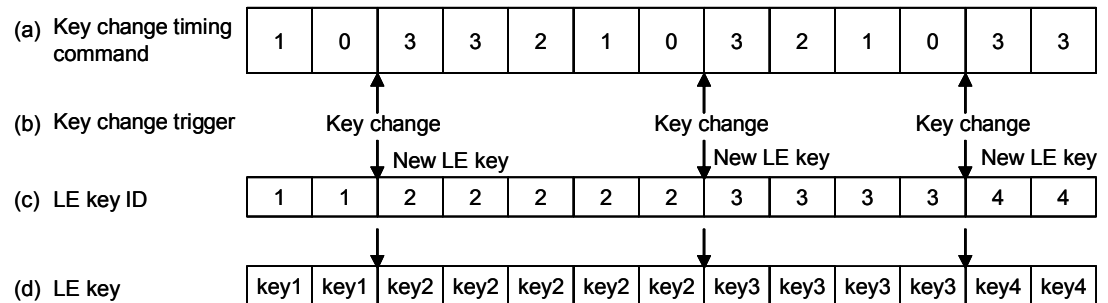 (a) Key change timing command 1 0 3 3 2 1 0 3 2 1 0 3 3
(b) Key change trigger Key change Key change Key change
New LE key New LE key New LE key
(c) LE key ID 1 1 2 2 2 2 2 3 3 3 3 4 4
(d) LE key key1 key1 key2 key2 key2 key2 key2 key3 key3 key3 key3 key4 key4